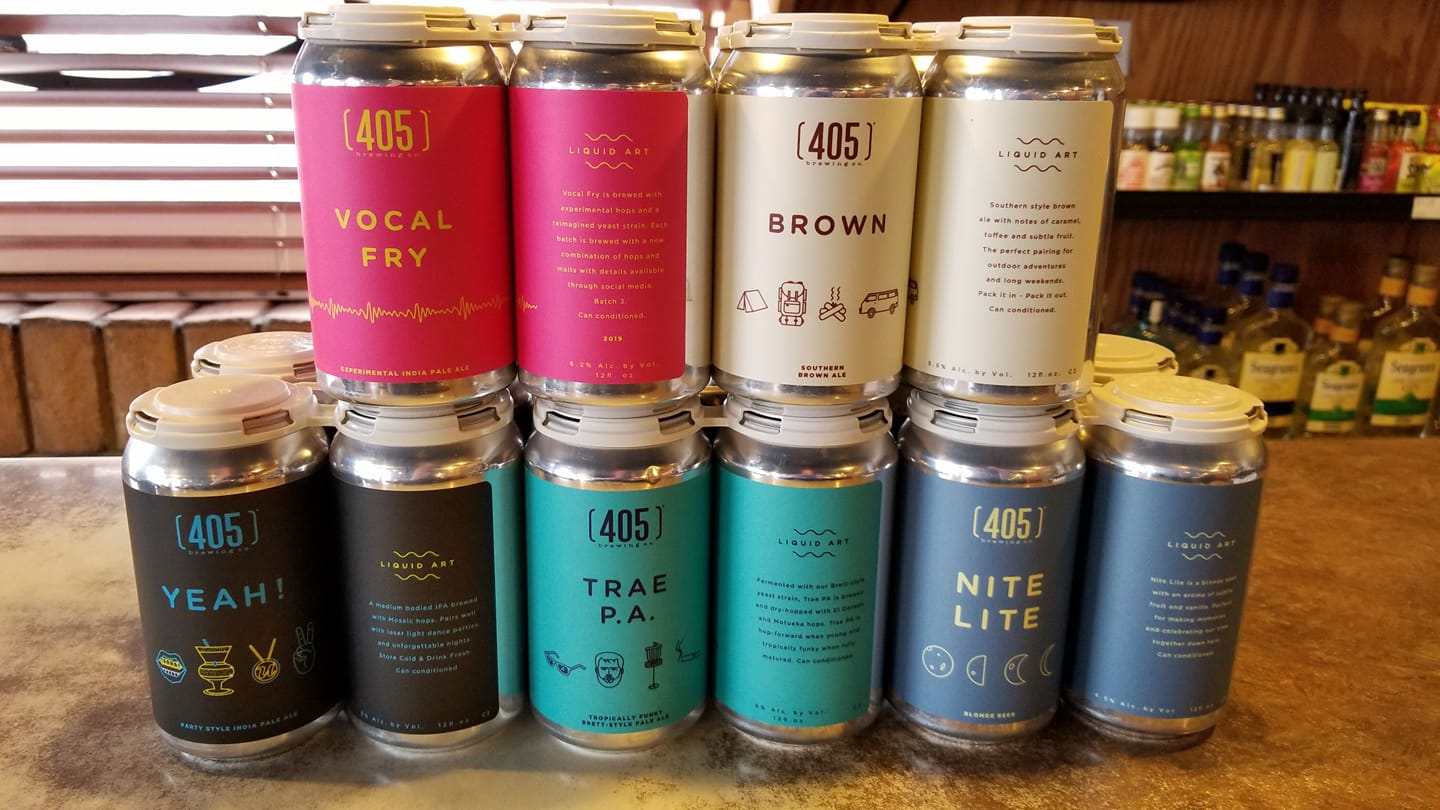 (405)
brewing co.
VOCAL
FRY
EXPERIMENTAL INDIA PALE ALE
LIQUID ART
Vocal Fry is brewed with
experimental hops and a
reimagined yeast strain. Each
batch is brewed with a new
combination of hops and
malts with details available
through social media.
Batch 3.
Can conditioned.
2019
6.2% Alc. by Vol.
12fl. oz
(405)
brewing co.
BROWN
SOUTHERN
BROWN ALE
LIQUID ART
Southern style brown
ale with notes of caramel,
toffee and subtle fruit.
The perfect pairing for
outdoor adventures
and long weekends.
Pack it in - Pack it out.
Can conditioned.
5.5% Alc. by Vol. 12fl. oz.
(405)
brewing co.
YEAH!
PARTY STYLE INDIA PALE ALE
LIQUID ART
A medium bodied IPA brewed
with Mosaic hops. Pairs well
with laser light dance parties
and unforgettable nights.
Store Cold & Drink Fresh.
Can conditioned.
% Alc. by Vol. 12fl. oz
(405)
brewing co.
TRAE
P.A.
TROPICALLY FUNKY
BRETT-STYLE PALE ALE
LIQUID ART
Fermented with our Brett-style
yeast strain, Trae PA is brewed
and dry-hopped with El Dorado
and Motueka hops. Trae PA is
hop-forward when young and
tropically funky when fully
matured. Can conditioned.
5% Alc. by Vol.
12fl. oz
(405)
brewing co.
NITE
LITE
BLONDE BEER
LIQUID ART
Nite Lite is a blonde beer
with an aroma of subtle
fruit and vanilla. Perfect
for making memories
and celebrating our time
together down here.
Can conditioned.
4.5% Alc. by Vol. 12fl. oz
Seagram's
Seagram's
Seagram's